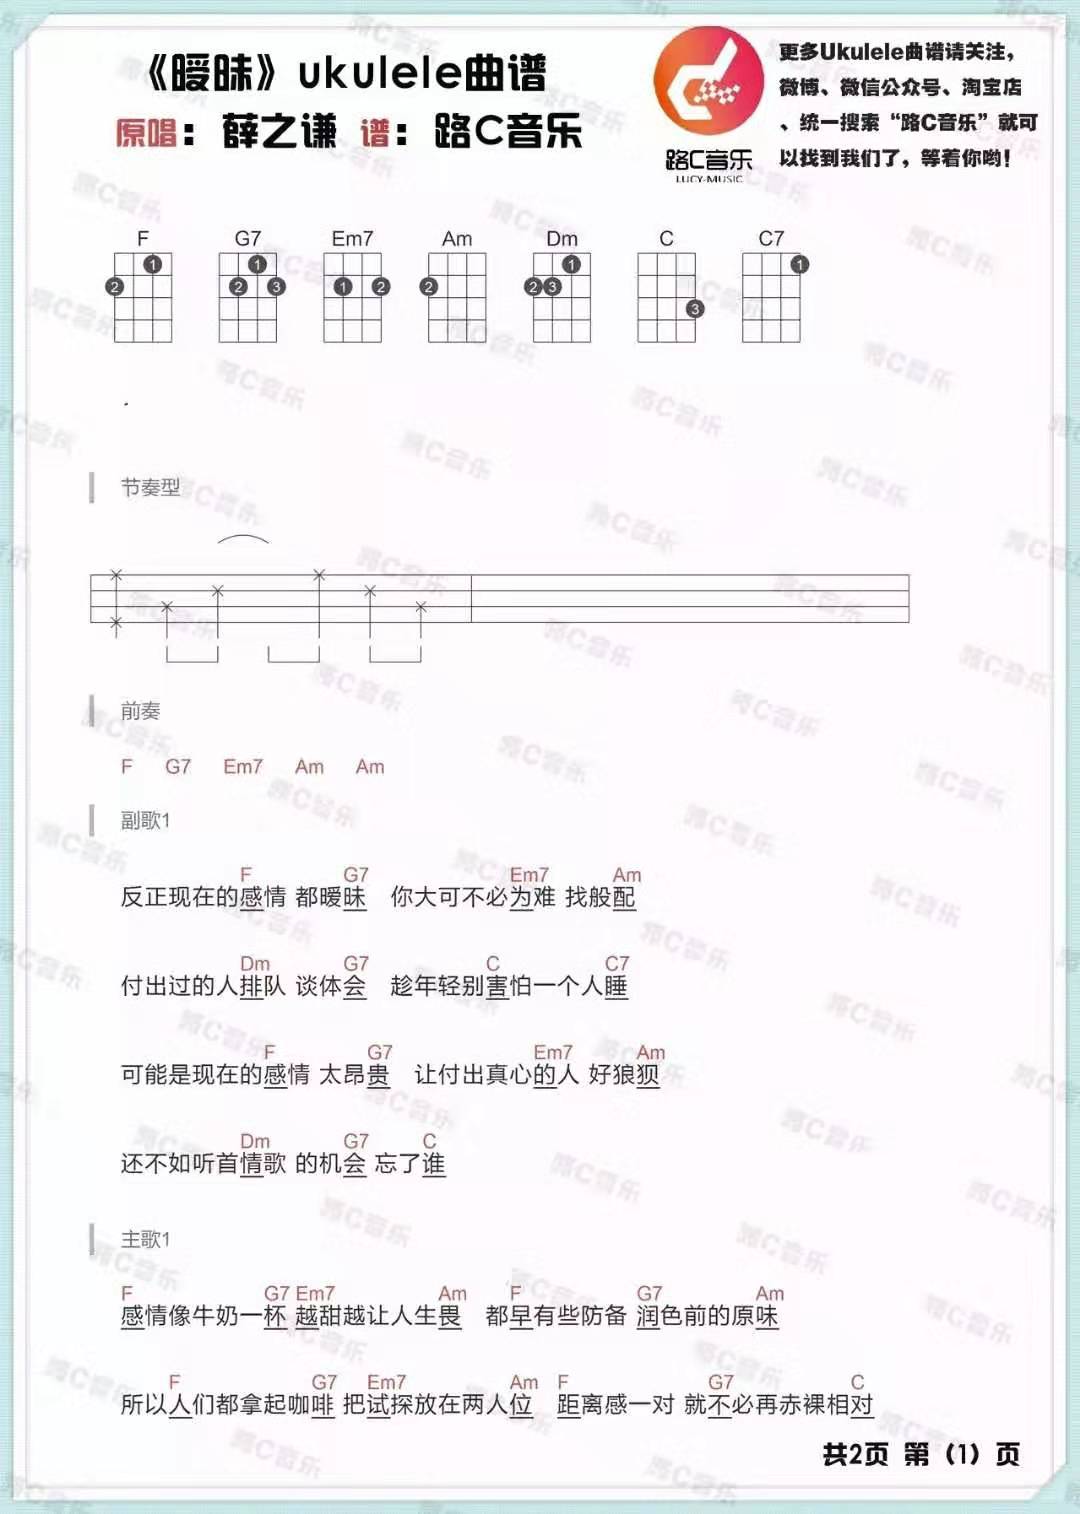 《暧昧》ukulele曲谱
原唱：薛之谦 谱：路C音乐
路C音乐
LUCY-MUSIC
更多Ukulele曲谱请关注，
微博、微信公众号、淘宝店
、统一搜索“路C音乐”就可
以找到我们了，等着你哟！
F G7 Em7 Am Dm C C7
1 1 1 1
2 2 3 1 2 2 2 3
3
节奏型
前奏
F G7 Em7 Am Am
副歌1
F G7 Em7 Am
反正现在的感情 都暧昧 你大可不必为难 找般配
Dm G7 C C7
付出过的人排队 谈体会 趁年轻别害怕一个人睡
F G7 Em7 Am
可能是现在的感情 太昂贵 让付出真心的人 好狼狈
Dm G7 C
还不如听首情歌 的机会 忘了谁
主歌1
F G7 Em7 Am F G7 Am
感情像牛奶一杯 越甜越让人生畏 都早有些防备 润色前的原味
F G7 Em7 Am F G7 C
所以人们都拿起咖啡 把试探放在两人位 距离感一对 就不必再赤裸相对
共2页 第（1）页